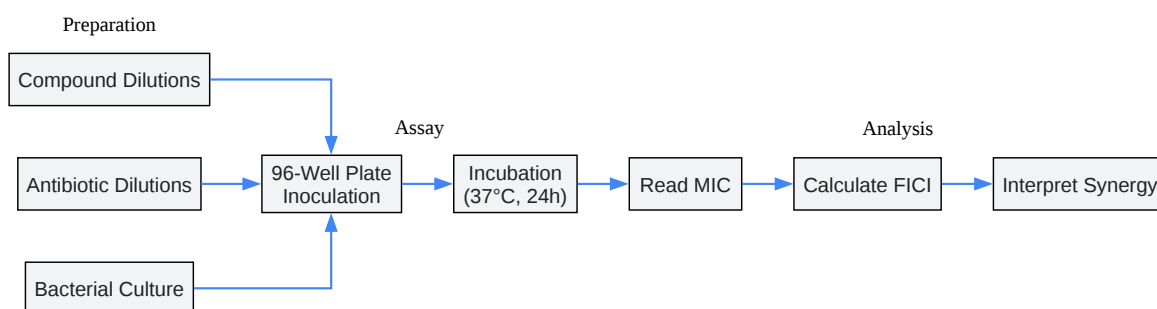 Preparation
Compound Dilutions
Antibiotic Dilutions
Bacterial Culture
Assay
96-Well Plate
Inoculation
Incubation
(37°C, 24h)
Read MIC
Analysis
Calculate FICI
Interpret Synergy